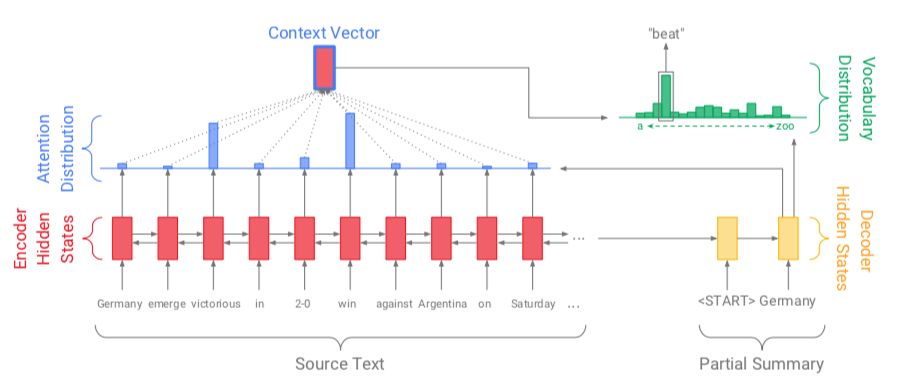 Context Vector
"beat"
Attention
Distribution
Vocabulary
Distribution
a
zoo
Encoder
Hidden
States
...
Decoder
Hidden States
Germany emerge victorious in 2-0 win against Argentina on Saturday ...
<START> Germany
Source Text
Partial Summary